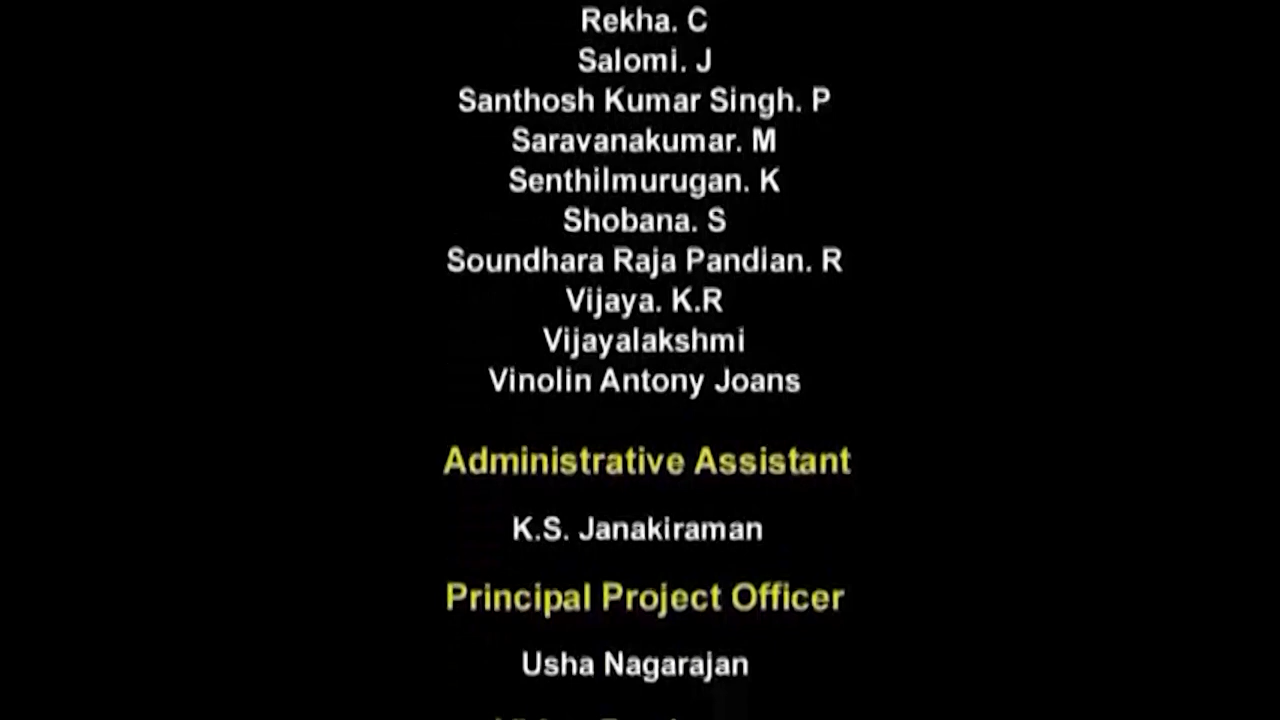 Rekha. C
Salomi. J
Santhosh Kumar Singh. P
Saravanakumar. M
Senthilmurugan. K
Shobana. S
Soundhara Raja Pandian. R
Vijaya. K.R
Vijayalakshmi
Vinolin Antony Joans
Administrative Assistant
K.S. Janakiraman
Principal Project Officer
Usha Nagarajan